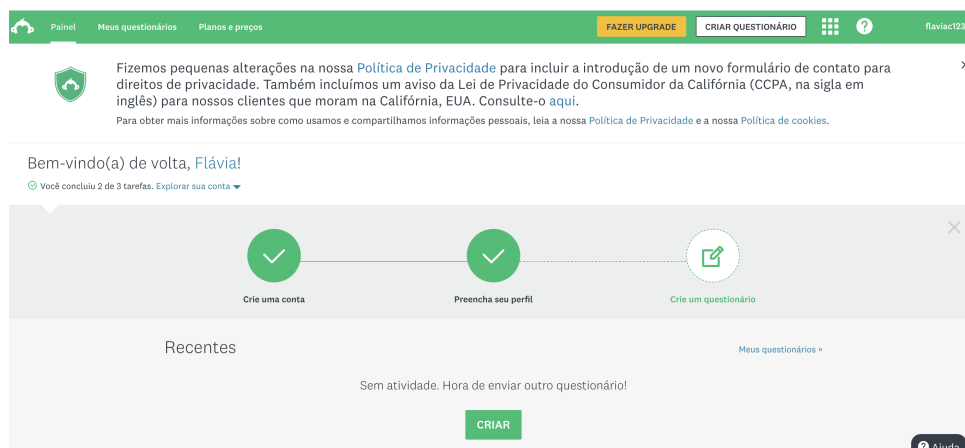 Painel Meus questionários Planos e preços FAZER UPGRADE CRIAR QUESTIONÁRIO ? flaviac123
Fizemos pequenas alterações na nossa Política de Privacidade para incluir a introdução de um novo formulário de contato para
direitos de privacidade. Também incluímos um aviso da Lei de Privacidade do Consumidor da Califórnia (CCPA, na sigla em
inglês) para nossos clientes que moram na Califórnia, EUA. Consulte-o aqui.
Para obter mais informações sobre como usamos e compartilhamos informações pessoais, leia a nossa Política de Privacidade e a nossa Política de cookies.
Bem-vindo(a) de volta, Flávia!
Você concluiu 2 de 3 tarefas. Explorar sua conta
Crie uma conta Preencha seu perfil Crie um questionário
Recentes Meus questionários »
Sem atividade. Hora de enviar outro questionário!
CRIAR
? Ajuda